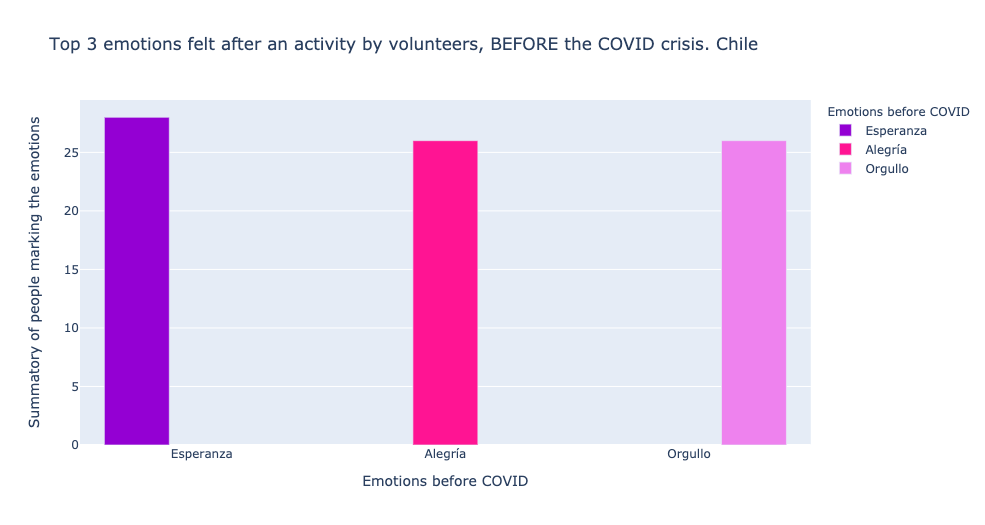 Top 3 emotions felt after an activity by volunteers, BEFORE the COVID crisis. Chile
Summatory of people marking the emotions
25
20
15
10
5
0
Esperanza
Alegría
Orgullo
Emotions before COVID
Emotions before COVID
Esperanza
Alegría
Orgullo